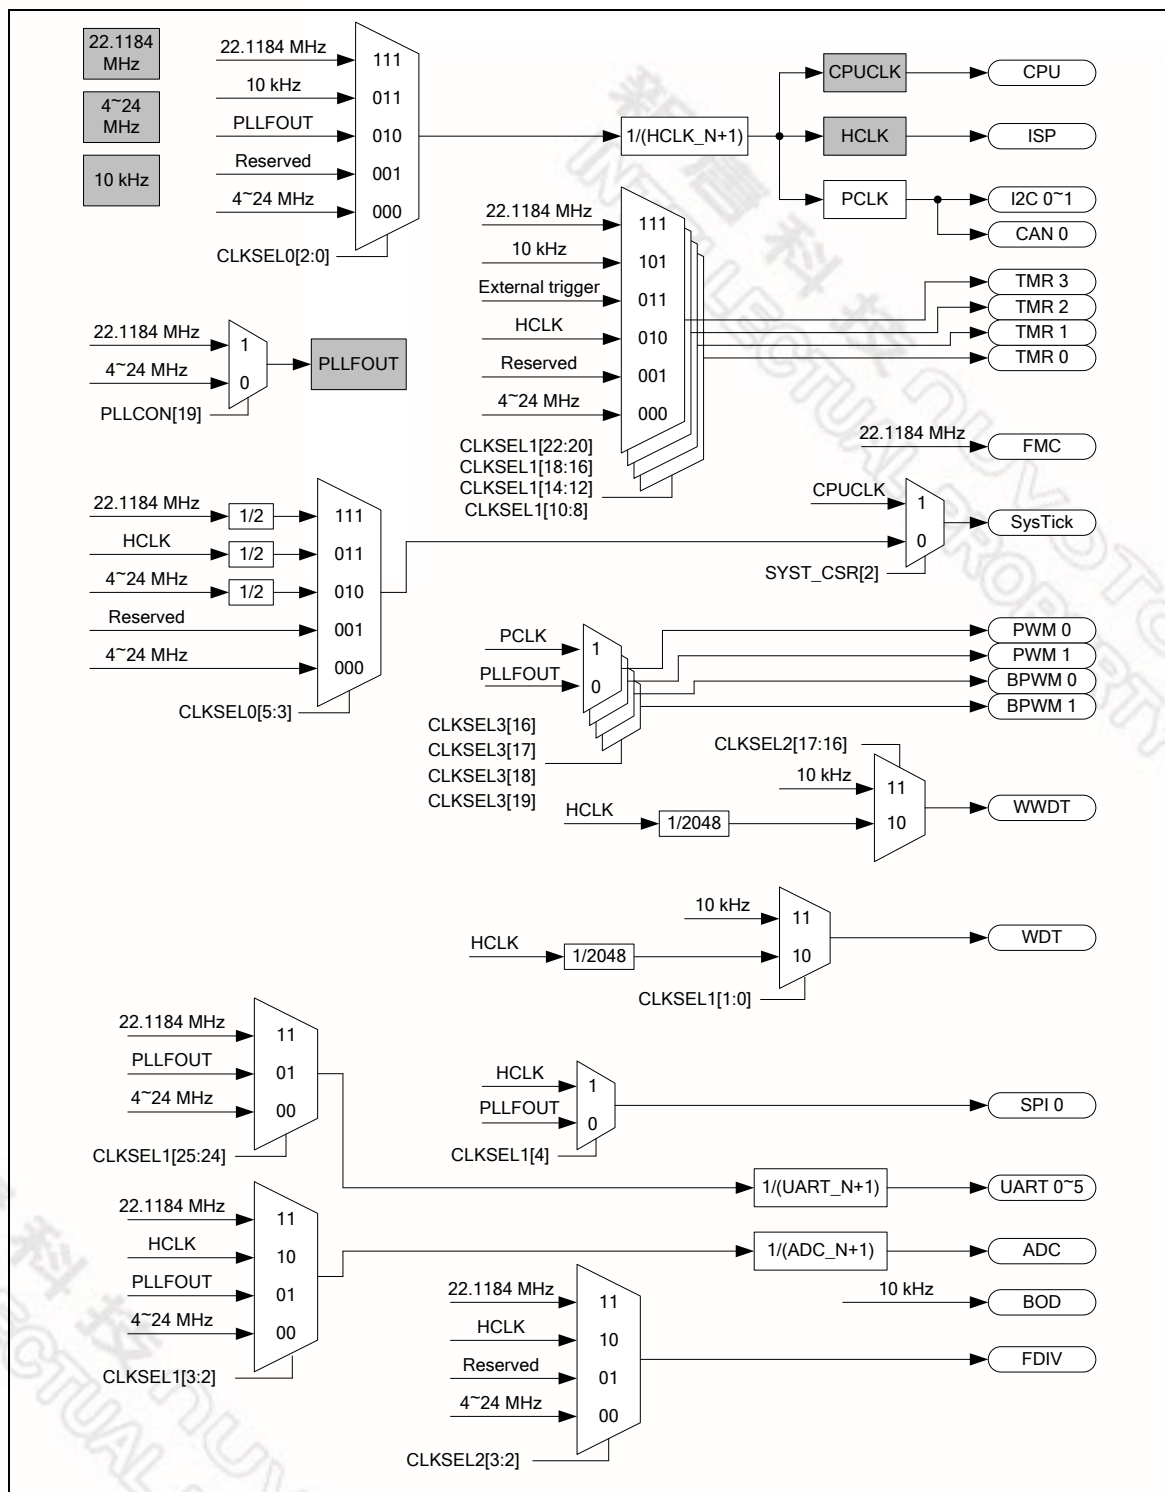 22.1184 MHz
4~24 MHz
10 kHz
22.1184 MHz
10 kHz
PLLFOUT
Reserved
4~24 MHz
111
011
010
001
000
CLKSEL0[2:0]
1/(HCLK_N+1)
CPUCLK
CPU
HCLK
ISP
PCLK
I2C 0~1
CAN 0
22.1184 MHz
10 kHz
External trigger
HCLK
Reserved
4~24 MHz
111
101
011
010
001
000
CLKSEL1[22:20]
CLKSEL1[18:16]
CLKSEL1[14:12]
CLKSEL1[10:8]
TMR 3
TMR 2
TMR 1
TMR 0
22.1184 MHz
4~24 MHz
1
0
PLLCON[19]
PLLFOUT
22.1184 MHz
FMC
22.1184 MHz
1/2
HCLK
1/2
4~24 MHz
1/2
Reserved
4~24 MHz
111
011
010
001
000
CLKSEL0[5:3]
CPUCLK
1
0
SYST_CSR[2]
SysTick
PCLK
PLLFOUT
1
0
CLKSEL3[16]
CLKSEL3[17]
CLKSEL3[18]
CLKSEL3[19]
PWM 0
PWM 1
BPWM 0
BPWM 1
CLKSEL2[17:16]
10 kHz
HCLK
1/2048
11
10
WWDT
10 kHz
HCLK
1/2048
11
10
CLKSEL1[1:0]
WDT
22.1184 MHz
PLLFOUT
4~24 MHz
11
01
00
CLKSEL1[25:24]
HCLK
PLLFOUT
1
0
CLKSEL1[4]
SPI 0
1/(UART_N+1)
UART 0~5
22.1184 MHz
HCLK
PLLFOUT
4~24 MHz
11
10
01
00
CLKSEL1[3:2]
1/(ADC_N+1)
ADC
10 kHz
BOD
22.1184 MHz
HCLK
Reserved
4~24 MHz
11
10
01
00
CLKSEL2[3:2]
FDIV
新唐科技 nuvoTon
INTELLECTUAL PROPERTY
科技 nuvo
LECTUAL